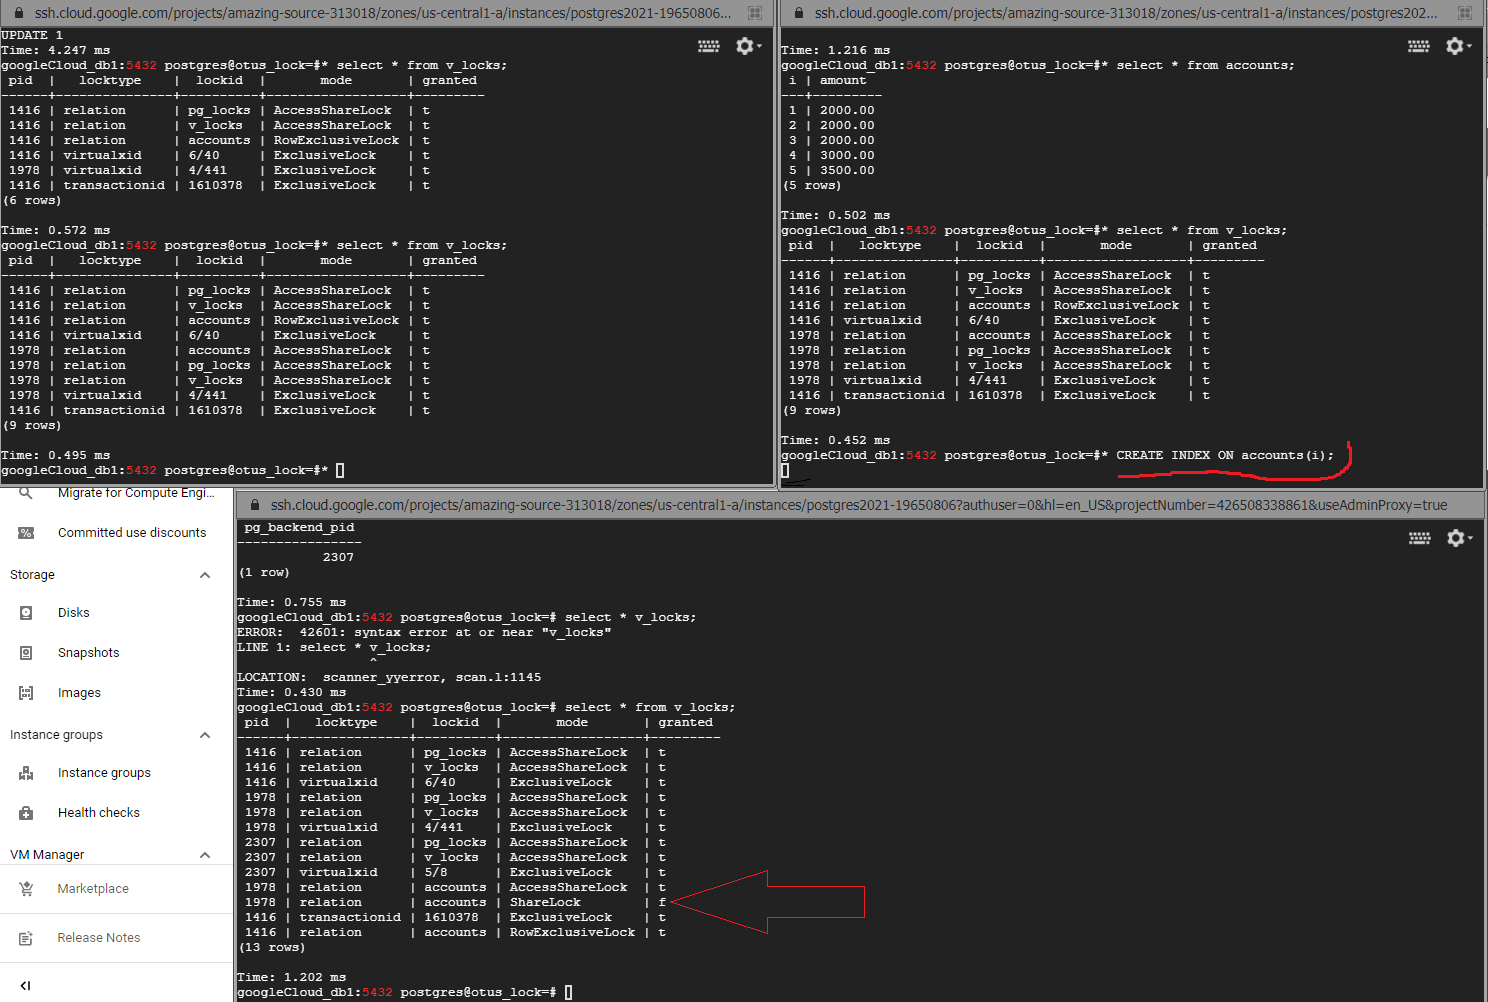 ssh.cloud.google.com/projects/amazing-source-313018/zones/us-central1-a/instances/postgres2021-19650806...
UPDATE 1
Time: 4.247 ms
googleCloud_db1:5432 postgres@otus_lock=#* select * from v_locks;
 pid  |   locktype    |  lockid  |       mode       | granted
------+---------------+----------+------------------+---------
 1416 | relation      | pg_locks | AccessShareLock  | t
 1416 | relation      | v_locks  | AccessShareLock  | t
 1416 | relation      | accounts | RowExclusiveLock | t
 1416 | virtualxid    | 6/40     | ExclusiveLock    | t
 1978 | virtualxid    | 4/441    | ExclusiveLock    | t
 1416 | transactionid | 1610378  | ExclusiveLock    | t
(6 rows)
Time: 0.572 ms
googleCloud_db1:5432 postgres@otus_lock=#* select * from v_locks;
 pid  |   locktype    |  lockid  |       mode       | granted
------+---------------+----------+------------------+---------
 1416 | relation      | pg_locks | AccessShareLock  | t
 1416 | relation      | v_locks  | AccessShareLock  | t
 1416 | relation      | accounts | RowExclusiveLock | t
 1416 | virtualxid    | 6/40     | ExclusiveLock    | t
 1978 | relation      | accounts | AccessShareLock  | t
 1978 | relation      | pg_locks | AccessShareLock  | t
 1978 | relation      | v_locks  | AccessShareLock  | t
 1978 | virtualxid    | 4/441    | ExclusiveLock    | t
 1416 | transactionid | 1610378  | ExclusiveLock    | t
(9 rows)
Time: 0.495 ms
googleCloud_db1:5432 postgres@otus_lock=#*
ssh.cloud.google.com/projects/amazing-source-313018/zones/us-central1-a/instances/postgres202...
Time: 1.216 ms
googleCloud_db1:5432 postgres@otus_lock=#* select * from accounts;
 i | amount
---+---------
 1 | 2000.00
 2 | 2000.00
 3 | 2000.00
 4 | 3000.00
 5 | 3500.00
(5 rows)
Time: 0.502 ms
googleCloud_db1:5432 postgres@otus_lock=#* select * from v_locks;
 pid  |   locktype    |  lockid  |       mode       | granted
------+---------------+----------+------------------+---------
 1416 | relation      | pg_locks | AccessShareLock  | t
 1416 | relation      | v_locks  | AccessShareLock  | t
 1416 | relation      | accounts | RowExclusiveLock | t
 1416 | virtualxid    | 6/40     | ExclusiveLock    | t
 1978 | relation      | accounts | AccessShareLock  | t
 1978 | relation      | pg_locks | AccessShareLock  | t
 1978 | relation      | v_locks  | AccessShareLock  | t
 1978 | virtualxid    | 4/441    | ExclusiveLock    | t
 1416 | transactionid | 1610378  | ExclusiveLock    | t
(9 rows)
Time: 0.452 ms
googleCloud_db1:5432 postgres@otus_lock=#* CREATE INDEX ON accounts(i);
Migrate for Compute Engi...
Committed use discounts
Storage
Disks
Snapshots
Images
Instance groups
Instance groups
Health checks
VM Manager
Marketplace
Release Notes
ssh.cloud.google.com/projects/amazing-source-313018/zones/us-central1-a/instances/postgres2021-19650806?authuser=0&hl=en_US&projectNumber=426508338861&useAdminProxy=true
 pg_backend_pid
----------------
           2307
(1 row)
Time: 0.755 ms
googleCloud_db1:5432 postgres@otus_lock=# select * v_locks;
ERROR:  42601: syntax error at or near "v_locks"
LINE 1: select * v_locks;
                 ^
LOCATION:  scanner_yyerror, scan.l:1145
Time: 0.430 ms
googleCloud_db1:5432 postgres@otus_lock=# select * from v_locks;
 pid  |   locktype    |  lockid  |       mode       | granted
------+---------------+----------+------------------+---------
 1416 | relation      | pg_locks | AccessShareLock  | t
 1416 | relation      | v_locks  | AccessShareLock  | t
 1416 | virtualxid    | 6/40     | ExclusiveLock    | t
 1978 | relation      | pg_locks | AccessShareLock  | t
 1978 | relation      | v_locks  | AccessShareLock  | t
 1978 | virtualxid    | 4/441    | ExclusiveLock    | t
 2307 | relation      | pg_locks | AccessShareLock  | t
 2307 | relation      | v_locks  | AccessShareLock  | t
 2307 | virtualxid    | 5/8      | ExclusiveLock    | t
 1978 | relation      | accounts | AccessShareLock  | t
 1978 | relation      | accounts | ShareLock        | f
 1416 | transactionid | 1610378  | ExclusiveLock    | t
 1416 | relation      | accounts | RowExclusiveLock | t
(13 rows)
Time: 1.202 ms
googleCloud_db1:5432 postgres@otus_lock=#